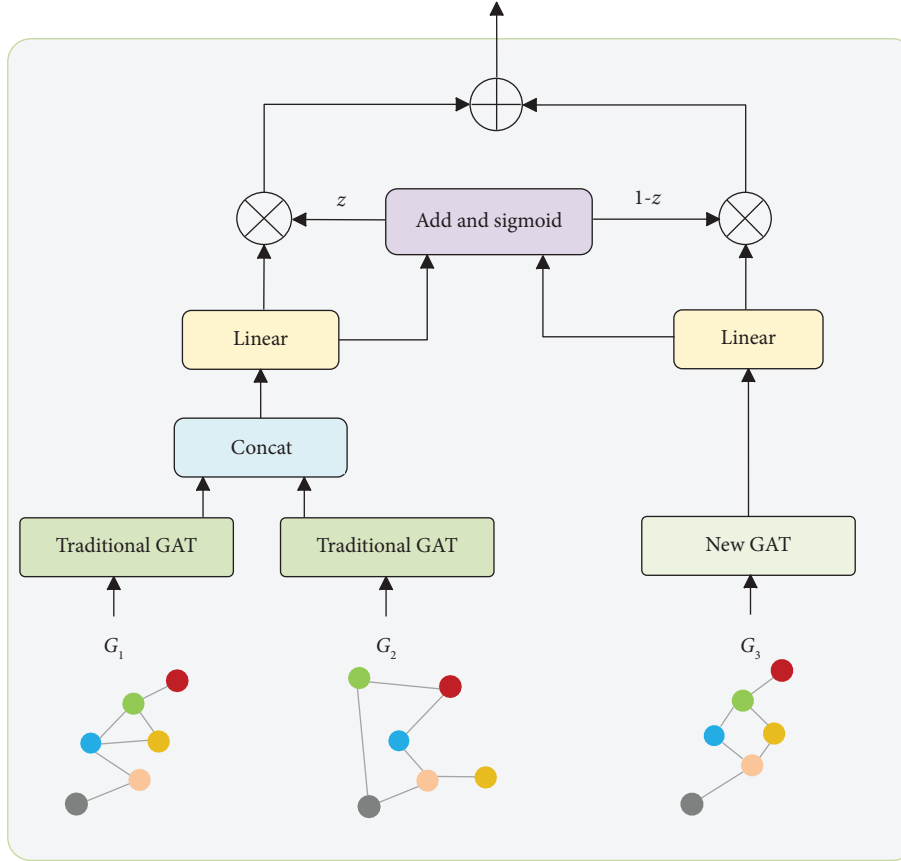 z
1-z
Add and sigmoid
Linear
Linear
Concat
Traditional GAT
Traditional GAT
New GAT
G₁
G₂
G₃